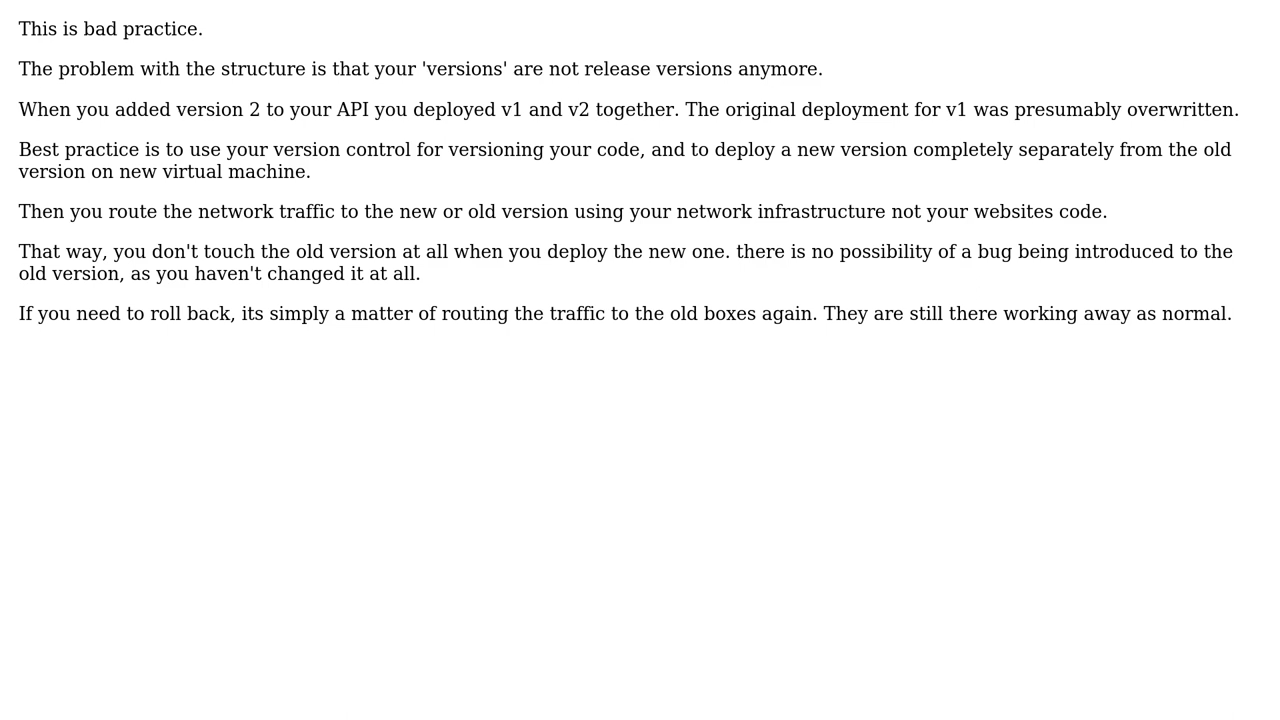 This is bad practice.
The problem with the structure is that your 'versions' are not release versions anymore.
When you added version 2 to your API you deployed v1 and v2 together. The original deployment for v1 was presumably overwritten.
Best practice is to use your version control for versioning your code, and to deploy a new version completely separately from the old
version on new virtual machine.
Then you route the network traffic to the new or old version using your network infrastructure not your websites code.
That way, you don't touch the old version at all when you deploy the new one. there is no possibility of a bug being introduced to the
old version, as you haven't changed it at all.
If you need to roll back, its simply a matter of routing the traffic to the old boxes again. They are still there working away as normal.